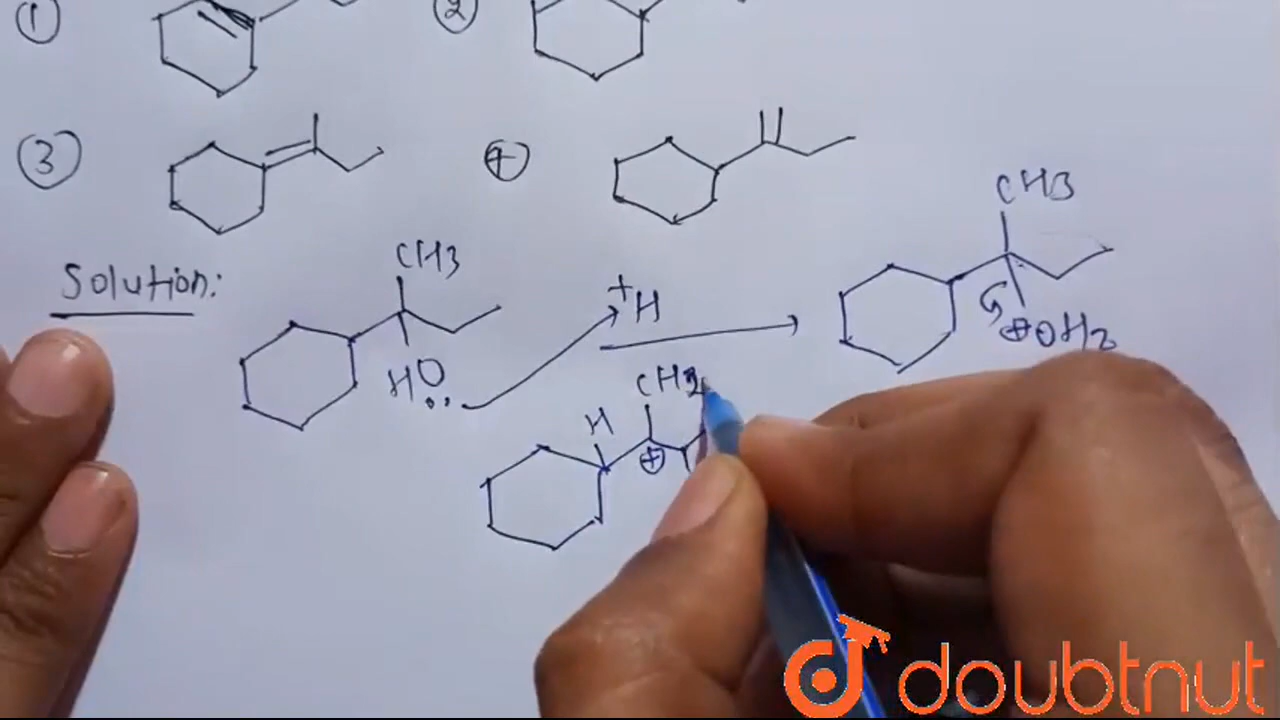 ① ②
③ ④
CH3
Solution: CH3
+H
HO ⊕OH2
CH3
H
⊕
doubtnut